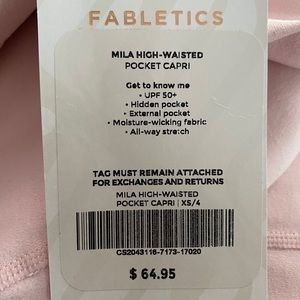 FABLETICS
MILA HIGH-WAISTED
POCKET CAPRI
Get to know me
• UPF 50+
• Hidden pocket
• External pocket
• Moisture-wicking fabric
• All-way stretch
TAG MUST REMAIN ATTACHED
FOR EXCHANGES AND RETURNS
MILA HIGH-WAISTED
POCKET CAPRI | XS/4
CS2043118-7173-17020
$ 64.95